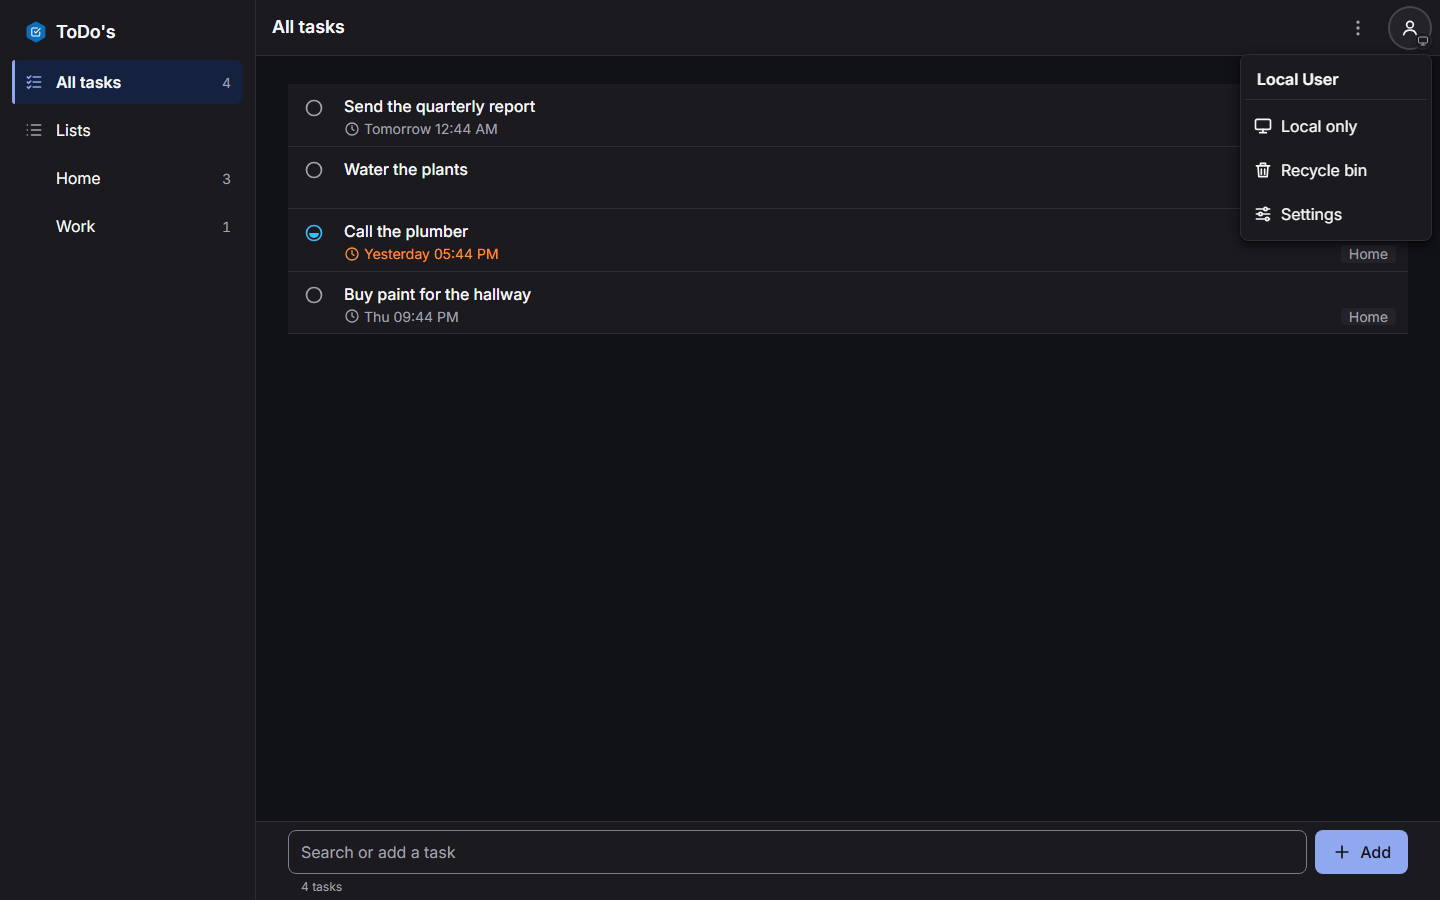 ToDo's
All tasks
4
Lists
Home
3
Work
1
All tasks
Send the quarterly report
Tomorrow 12:44 AM
Water the plants
Call the plumber
Yesterday 05:44 PM
Home
Buy paint for the hallway
Thu 09:44 PM
Home
Local User
Local only
Recycle bin
Settings
Search or add a task
Add
4 tasks